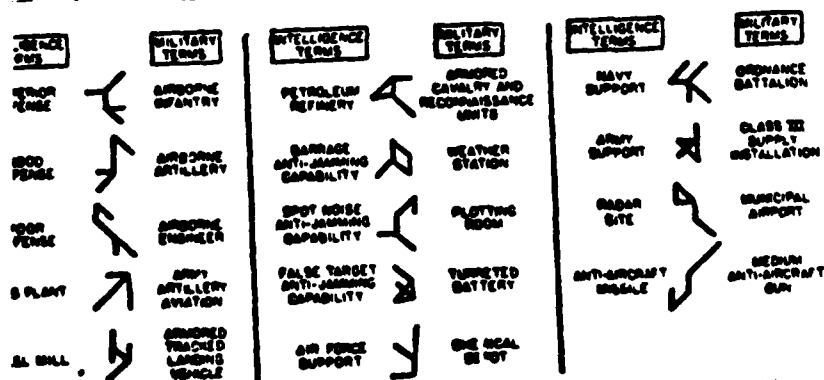 MILITARY TERMS
AIRBORNE INFANTRY
AIRBORNE ARTILLERY
AIRBORNE ENGINEER
PLANT
ARMY ARTILLERY AVIATION
MILL
ARMORED TRACKED LANDING VEHICLE
INTELLIGENCE TERMS
MILITARY TERMS
PETROLEUM REFINERY
ARMORED CAVALRY AND RECONNAISSANCE UNITS
BARRAGE ANTI-JAMMING CAPABILITY
WEATHER STATION
SPOT NOISE ANTI-JAMMING CAPABILITY
PLOTTING ROOM
FALSE TARGET ANTI-JAMMING CAPABILITY
TURRETED BATTERY
AIR FORCE SUPPORT
INTELLIGENCE TERMS
MILITARY TERMS
NAVY SUPPORT
ORDNANCE BATTALION
ARMY SUPPORT
CLASS III SUPPLY INSTALLATION
RADAR SITE
MUNICIPAL AIRPORT
ANTI-AIRCRAFT MISSILE
MEDIUM ANTI-AIRCRAFT GUN